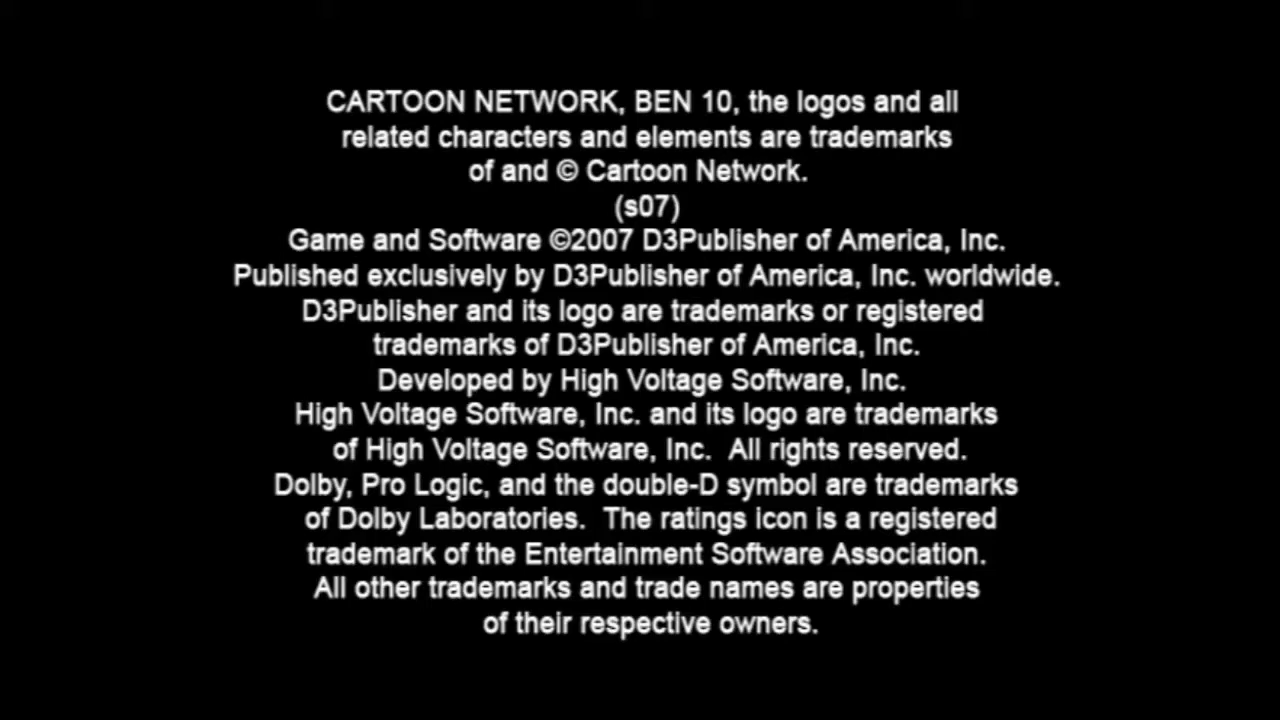 CARTOON NETWORK, BEN 10, the logos and all
related characters and elements are trademarks
of and © Cartoon Network.
(s07)
Game and Software ©2007 D3Publisher of America, Inc.
Published exclusively by D3Publisher of America, Inc. worldwide.
D3Publisher and its logo are trademarks or registered
trademarks of D3Publisher of America, Inc.
Developed by High Voltage Software, Inc.
High Voltage Software, Inc. and its logo are trademarks
of High Voltage Software, Inc.  All rights reserved.
Dolby, Pro Logic, and the double-D symbol are trademarks
of Dolby Laboratories.  The ratings icon is a registered
trademark of the Entertainment Software Association.
All other trademarks and trade names are properties
of their respective owners.